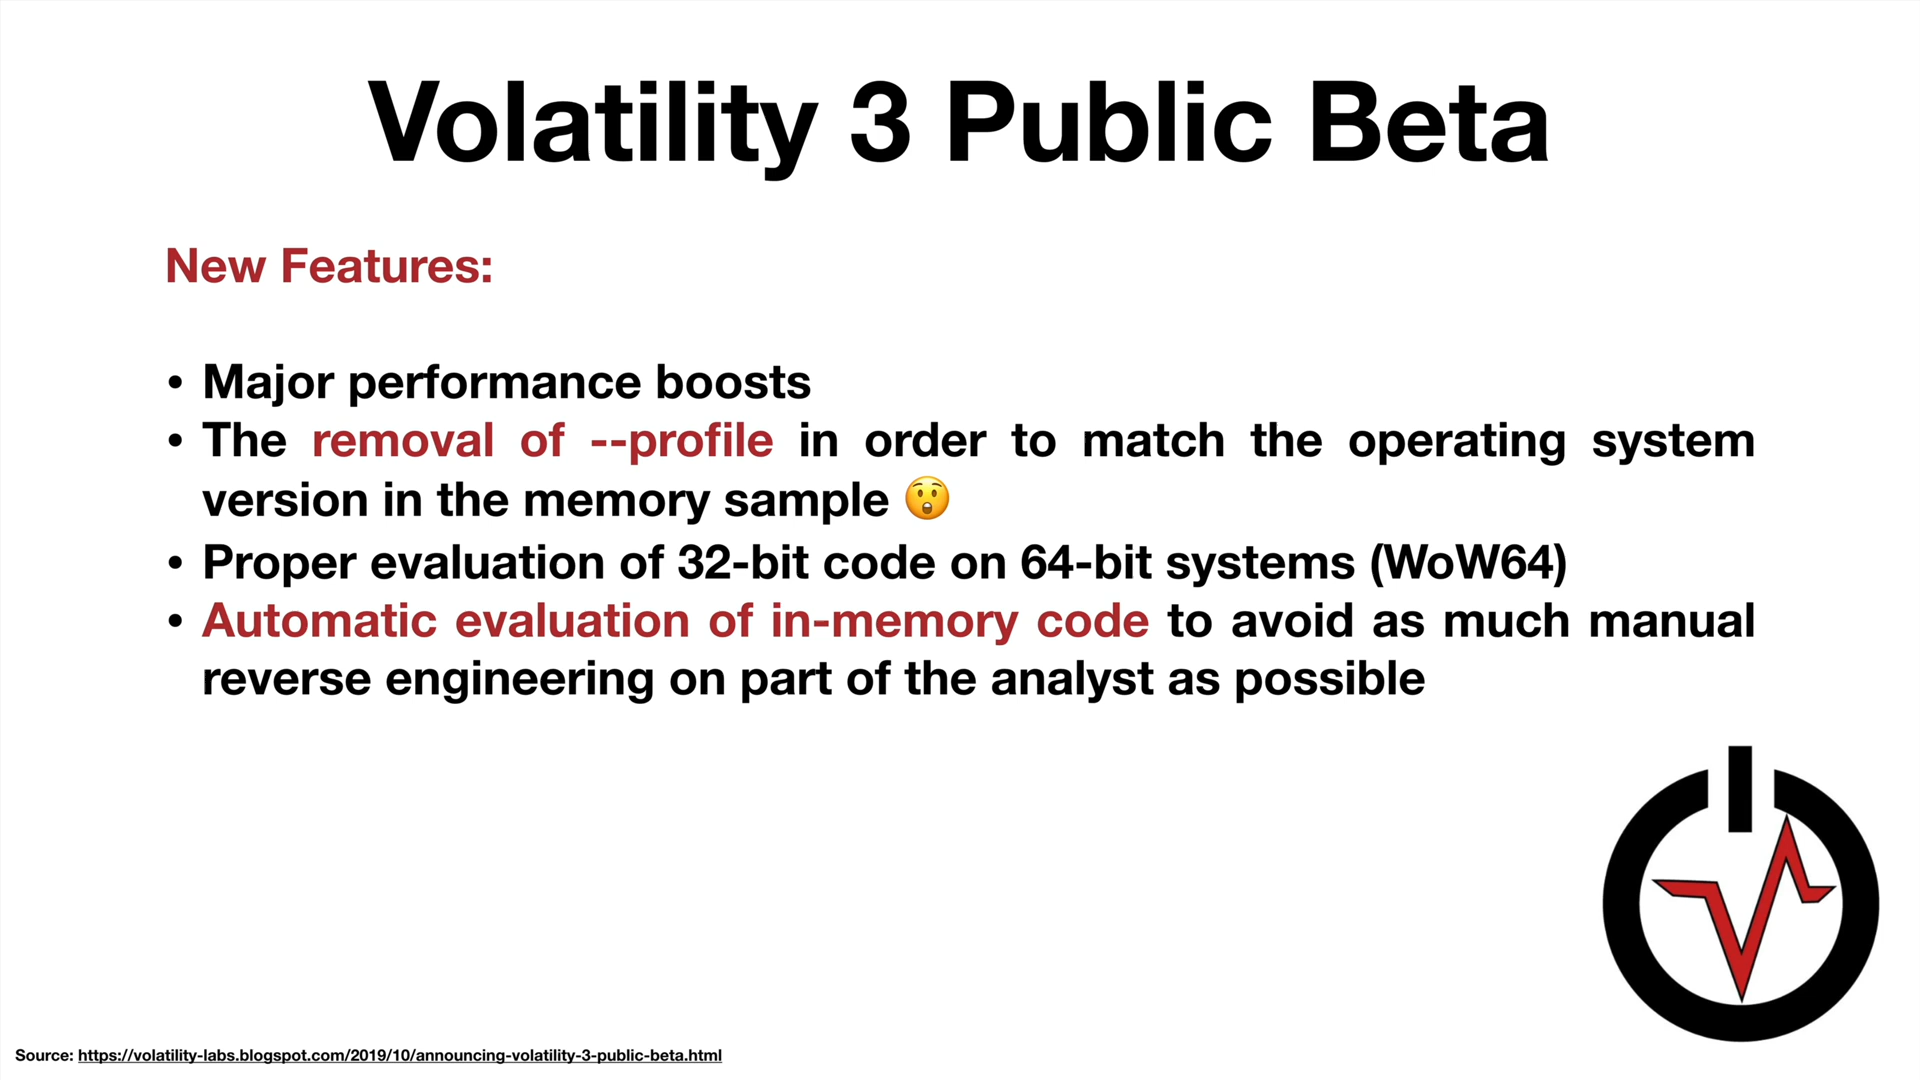 Volatility 3 Public Beta
New Features:
• Major performance boosts
• The removal of --profile in order to match the operating system
version in the memory sample 😲
• Proper evaluation of 32-bit code on 64-bit systems (WoW64)
• Automatic evaluation of in-memory code to avoid as much manual
reverse engineering on part of the analyst as possible
Source: https://volatility-labs.blogspot.com/2019/10/announcing-volatility-3-public-beta.html